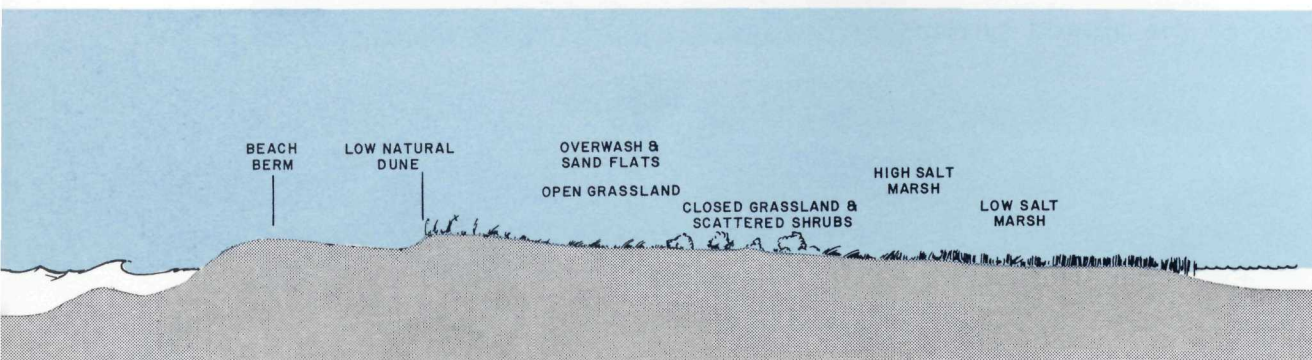 BEACH
BERM
LOW NATURAL
DUNE
OVERWASH &
SAND FLATS
OPEN GRASSLAND
CLOSED GRASSLAND &
SCATTERED SHRUBS
HIGH SALT
MARSH
LOW SALT
MARSH